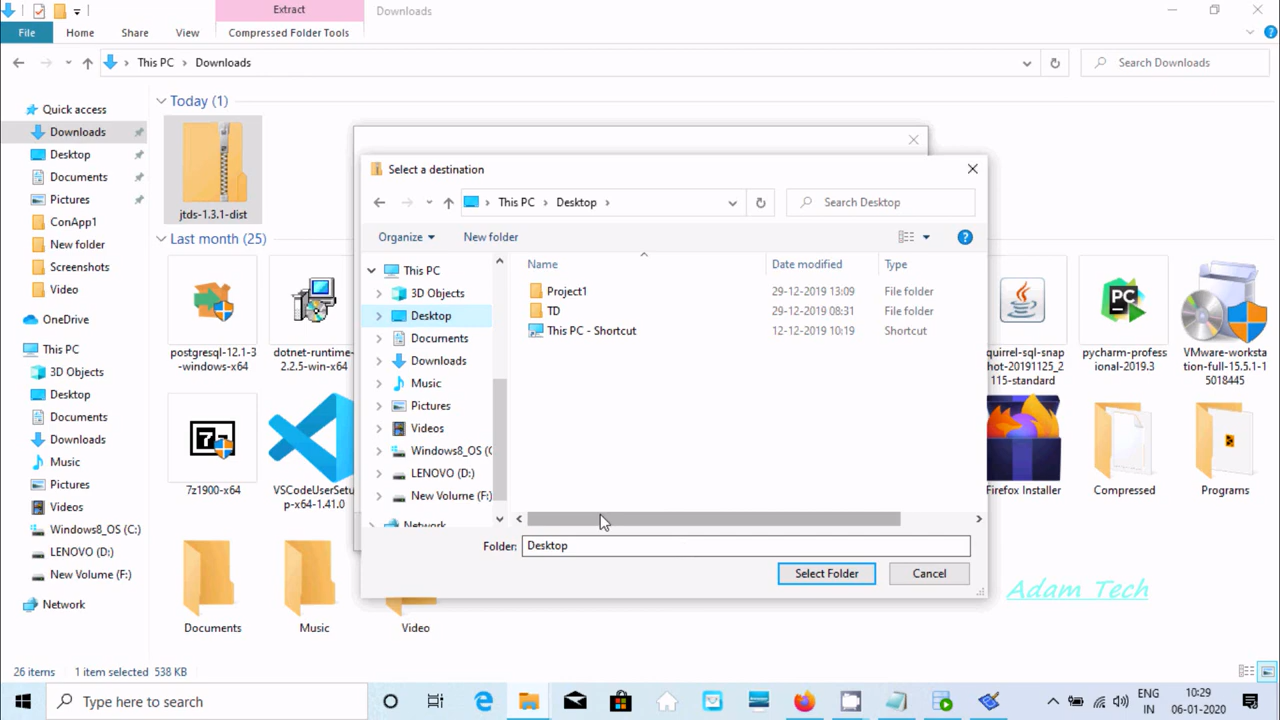 Extract
Downloads
File
Home
Share
View
Compressed Folder Tools
This PC
Downloads
Search Downloads
Quick access
Downloads
Desktop
Documents
Pictures
ConApp1
New folder
Screenshots
Video
OneDrive
This PC
3D Objects
Desktop
Documents
Downloads
Music
Pictures
Videos
Windows8_OS (C:)
LENOVO (D:)
New Volume (F:)
Network
Today (1)
jtds-1.3.1-dist
Last month (25)
postgresql-12.1-3
-windows-x64
dotnet-runtime-
2.2.5-win-x64
7z1900-x64
VSCodeUserSetu
p-x64-1.41.0
Documents
Music
Video
Select a destination
This PC
Desktop
Search Desktop
Organize
New folder
This PC
3D Objects
Desktop
Documents
Downloads
Music
Pictures
Videos
Windows8_OS (C
LENOVO (D:)
New Volume (F:)
Network
Name
Date modified
Type
Project1
29-12-2019 13:09
File folder
TD
29-12-2019 08:31
File folder
This PC - Shortcut
12-12-2019 10:19
Shortcut
Folder:
Desktop
Select Folder
Cancel
quirrel-sql-snap
shot-20191125_2
115-standard
pycharm-profes
sional-2019.3
VMware-worksta
tion-full-15.5.1-1
5018445
Firefox Installer
Compressed
Programs
Adam Tech
26 items
1 item selected 538 KB
Type here to search
ENG
IN
10:29
06-01-2020